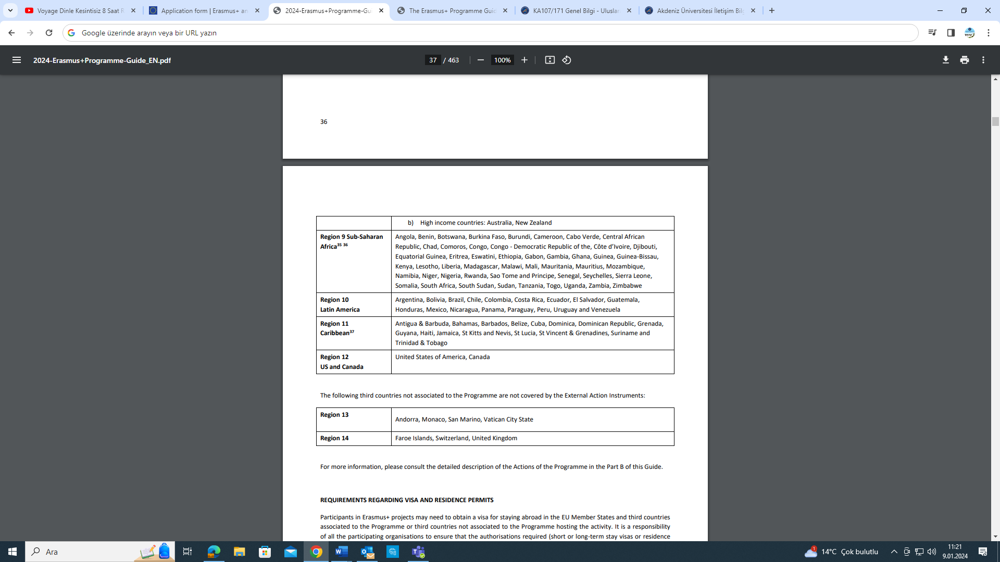 Voyage Dinle Kesintisiz 8 Saat R
Application form | Erasmus+ an
2024-Erasmus+Programme-Gui
The Erasmus+ Programme Guid
KA107/171 Genel Bilgi - Uluslar
Akdeniz Üniversitesi İletişim Bilg
Google üzerinde arayın veya bir URL yazın
2024-Erasmus+Programme-Guide_EN.pdf
37 / 463
100%
36
b) High income countries: Australia, New Zealand
Region 9 Sub-Saharan
Africa35 36
Angola, Benin, Botswana, Burkina Faso, Burundi, Cameroon, Cabo Verde, Central African
Republic, Chad, Comoros, Congo, Congo - Democratic Republic of the, Côte d’Ivoire, Djibouti,
Equatorial Guinea, Eritrea, Eswatini, Ethiopia, Gabon, Gambia, Ghana, Guinea, Guinea-Bissau,
Kenya, Lesotho, Liberia, Madagascar, Malawi, Mali, Mauritania, Mauritius, Mozambique,
Namibia, Niger, Nigeria, Rwanda, Sao Tome and Principe, Senegal, Seychelles, Sierra Leone,
Somalia, South Africa, South Sudan, Sudan, Tanzania, Togo, Uganda, Zambia, Zimbabwe
Region 10
Latin America
Argentina, Bolivia, Brazil, Chile, Colombia, Costa Rica, Ecuador, El Salvador, Guatemala,
Honduras, Mexico, Nicaragua, Panama, Paraguay, Peru, Uruguay and Venezuela
Region 11
Caribbean37
Antigua & Barbuda, Bahamas, Barbados, Belize, Cuba, Dominica, Dominican Republic, Grenada,
Guyana, Haiti, Jamaica, St Kitts and Nevis, St Lucia, St Vincent & Grenadines, Suriname and
Trinidad & Tobago
Region 12
US and Canada
United States of America, Canada
The following third countries not associated to the Programme are not covered by the External Action Instruments:
Region 13
Andorra, Monaco, San Marino, Vatican City State
Region 14
Faroe Islands, Switzerland, United Kingdom
For more information, please consult the detailed description of the Actions of the Programme in the Part B of this Guide.
REQUIREMENTS REGARDING VISA AND RESIDENCE PERMITS
Participants in Erasmus+ projects may need to obtain a visa for staying abroad in the EU Member States and third countries
associated to the Programme or third countries not associated to the Programme hosting the activity. It is a responsibility
of all the participating organisations to ensure that the authorisations required (short or long-term stay visas or residence
Ara
1
14°C Çok bulutlu
11:21
9.01.2024